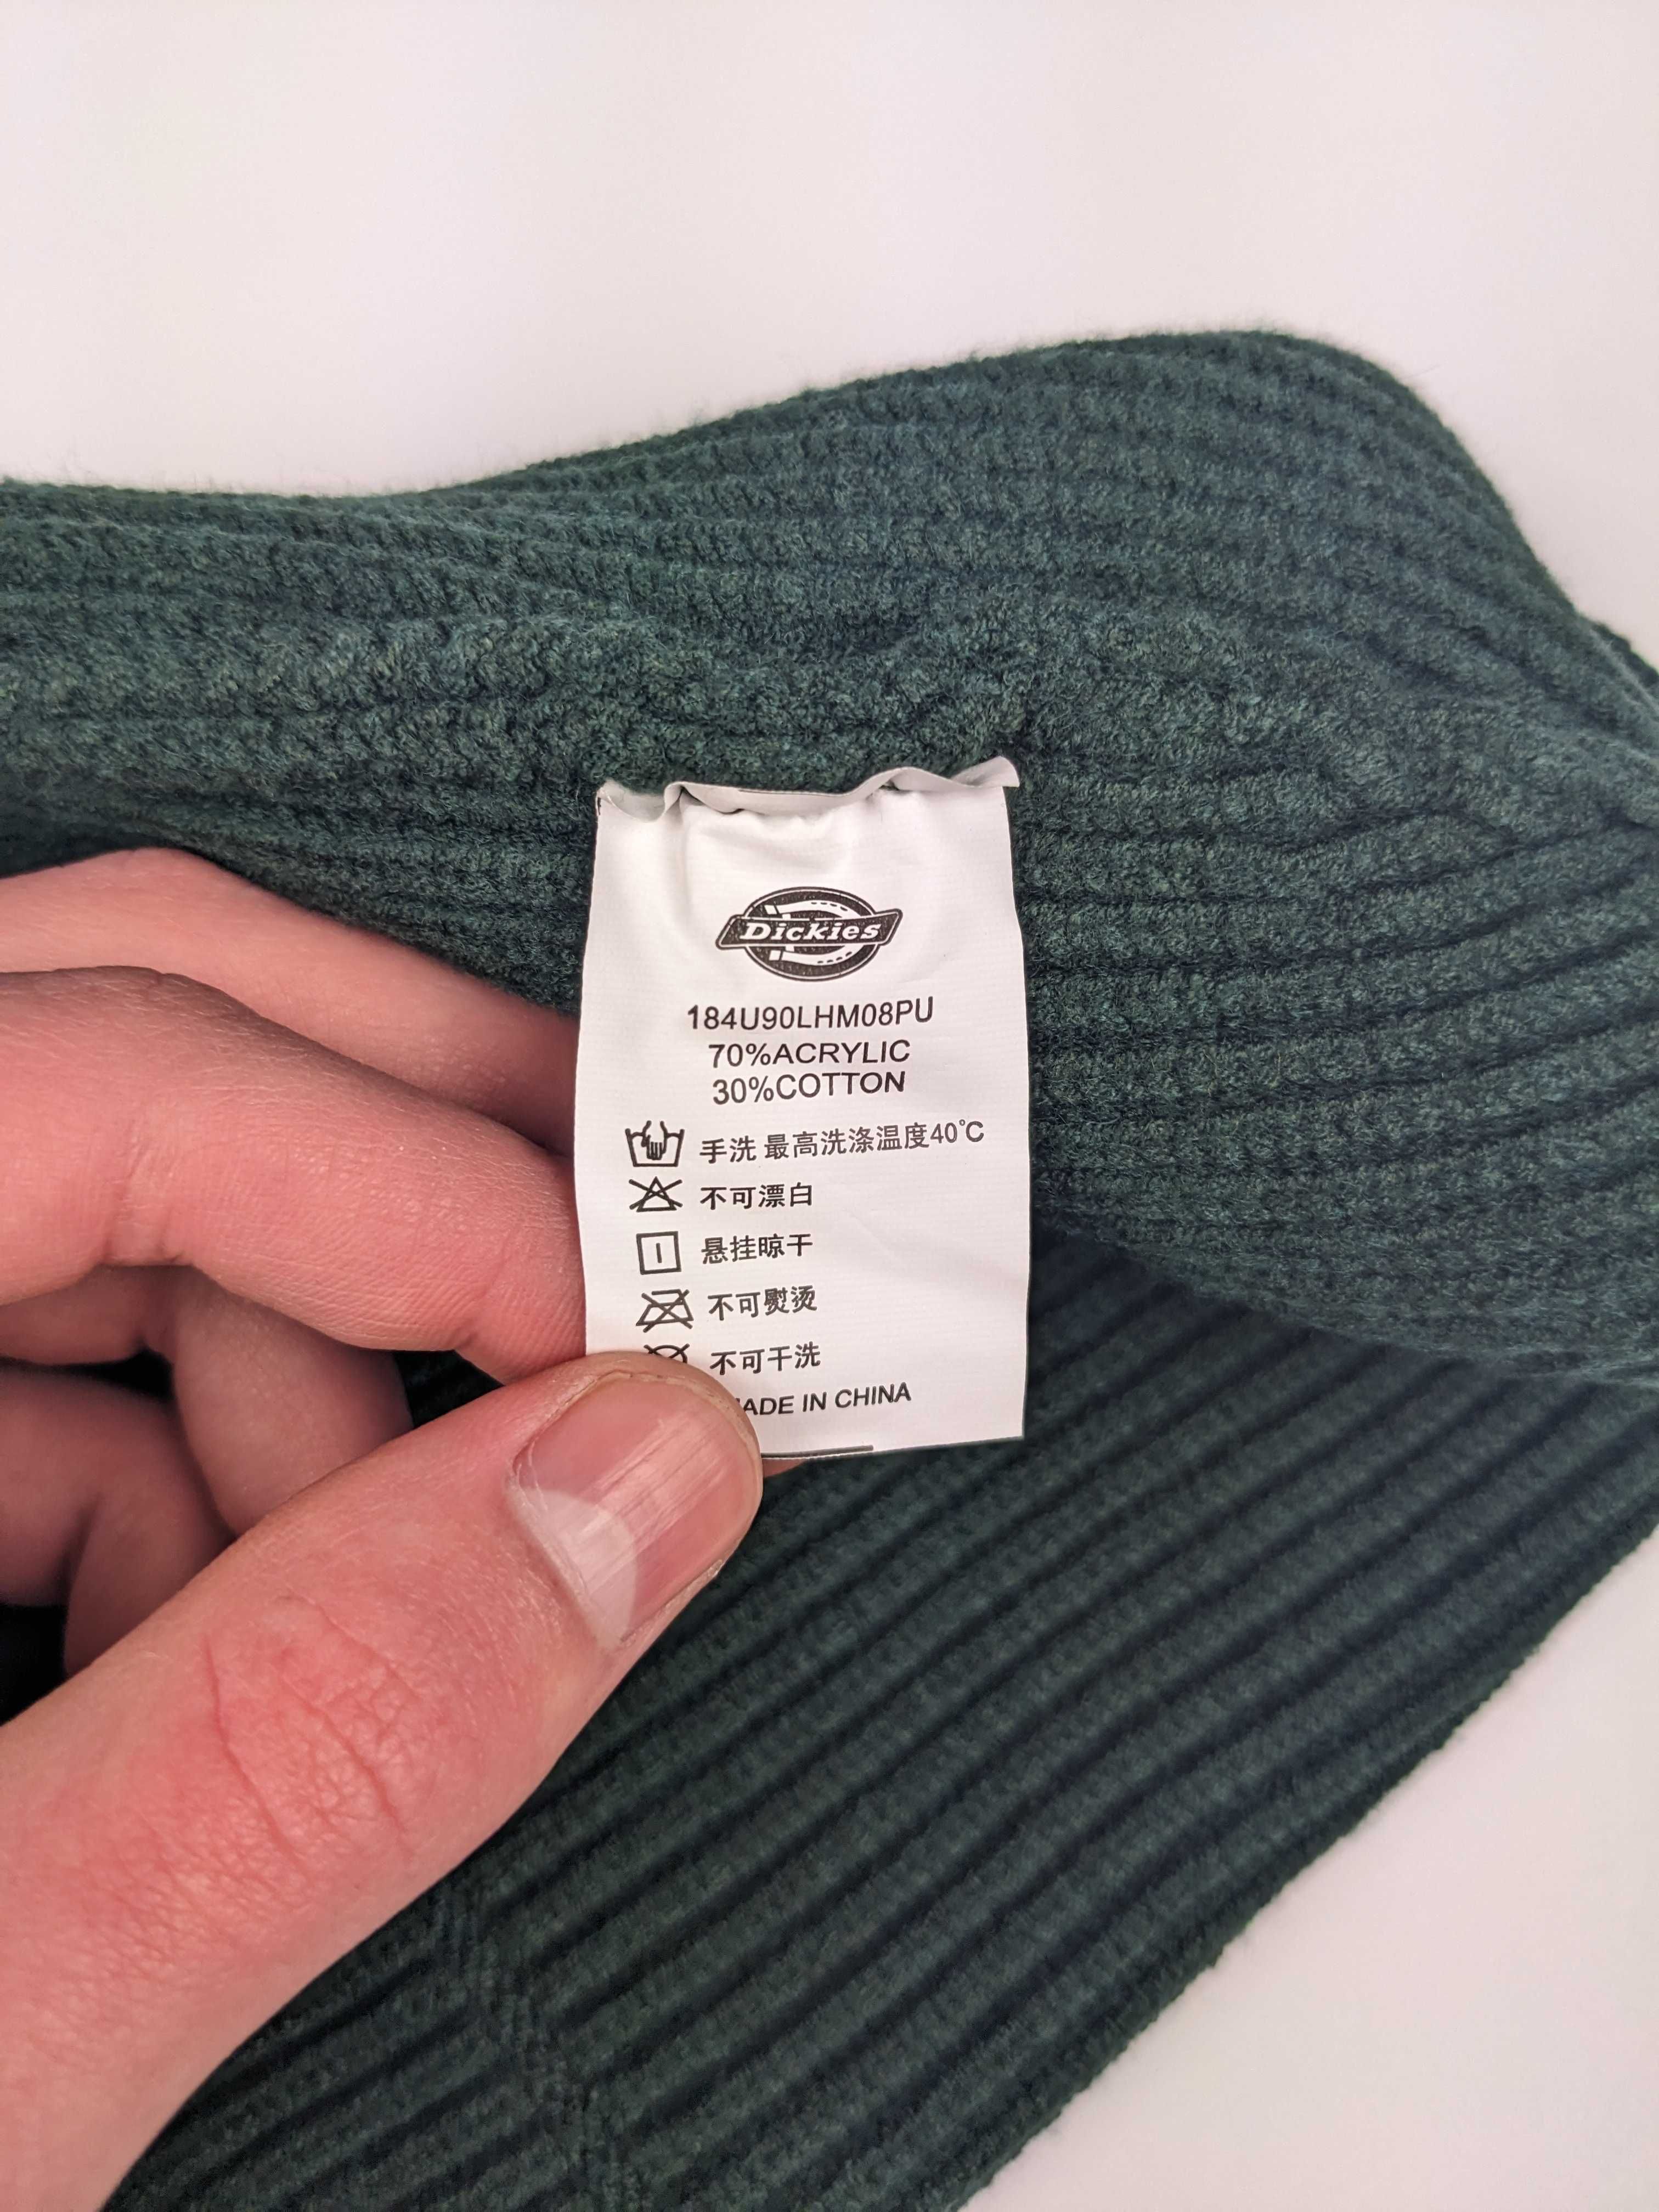 Dickies
184U90LHM08PU
70%ACRYLIC
30%COTTON
手洗 最高洗涤温度40℃
不可漂白
悬挂晾干
不可熨烫
不可干洗
IN CHINA